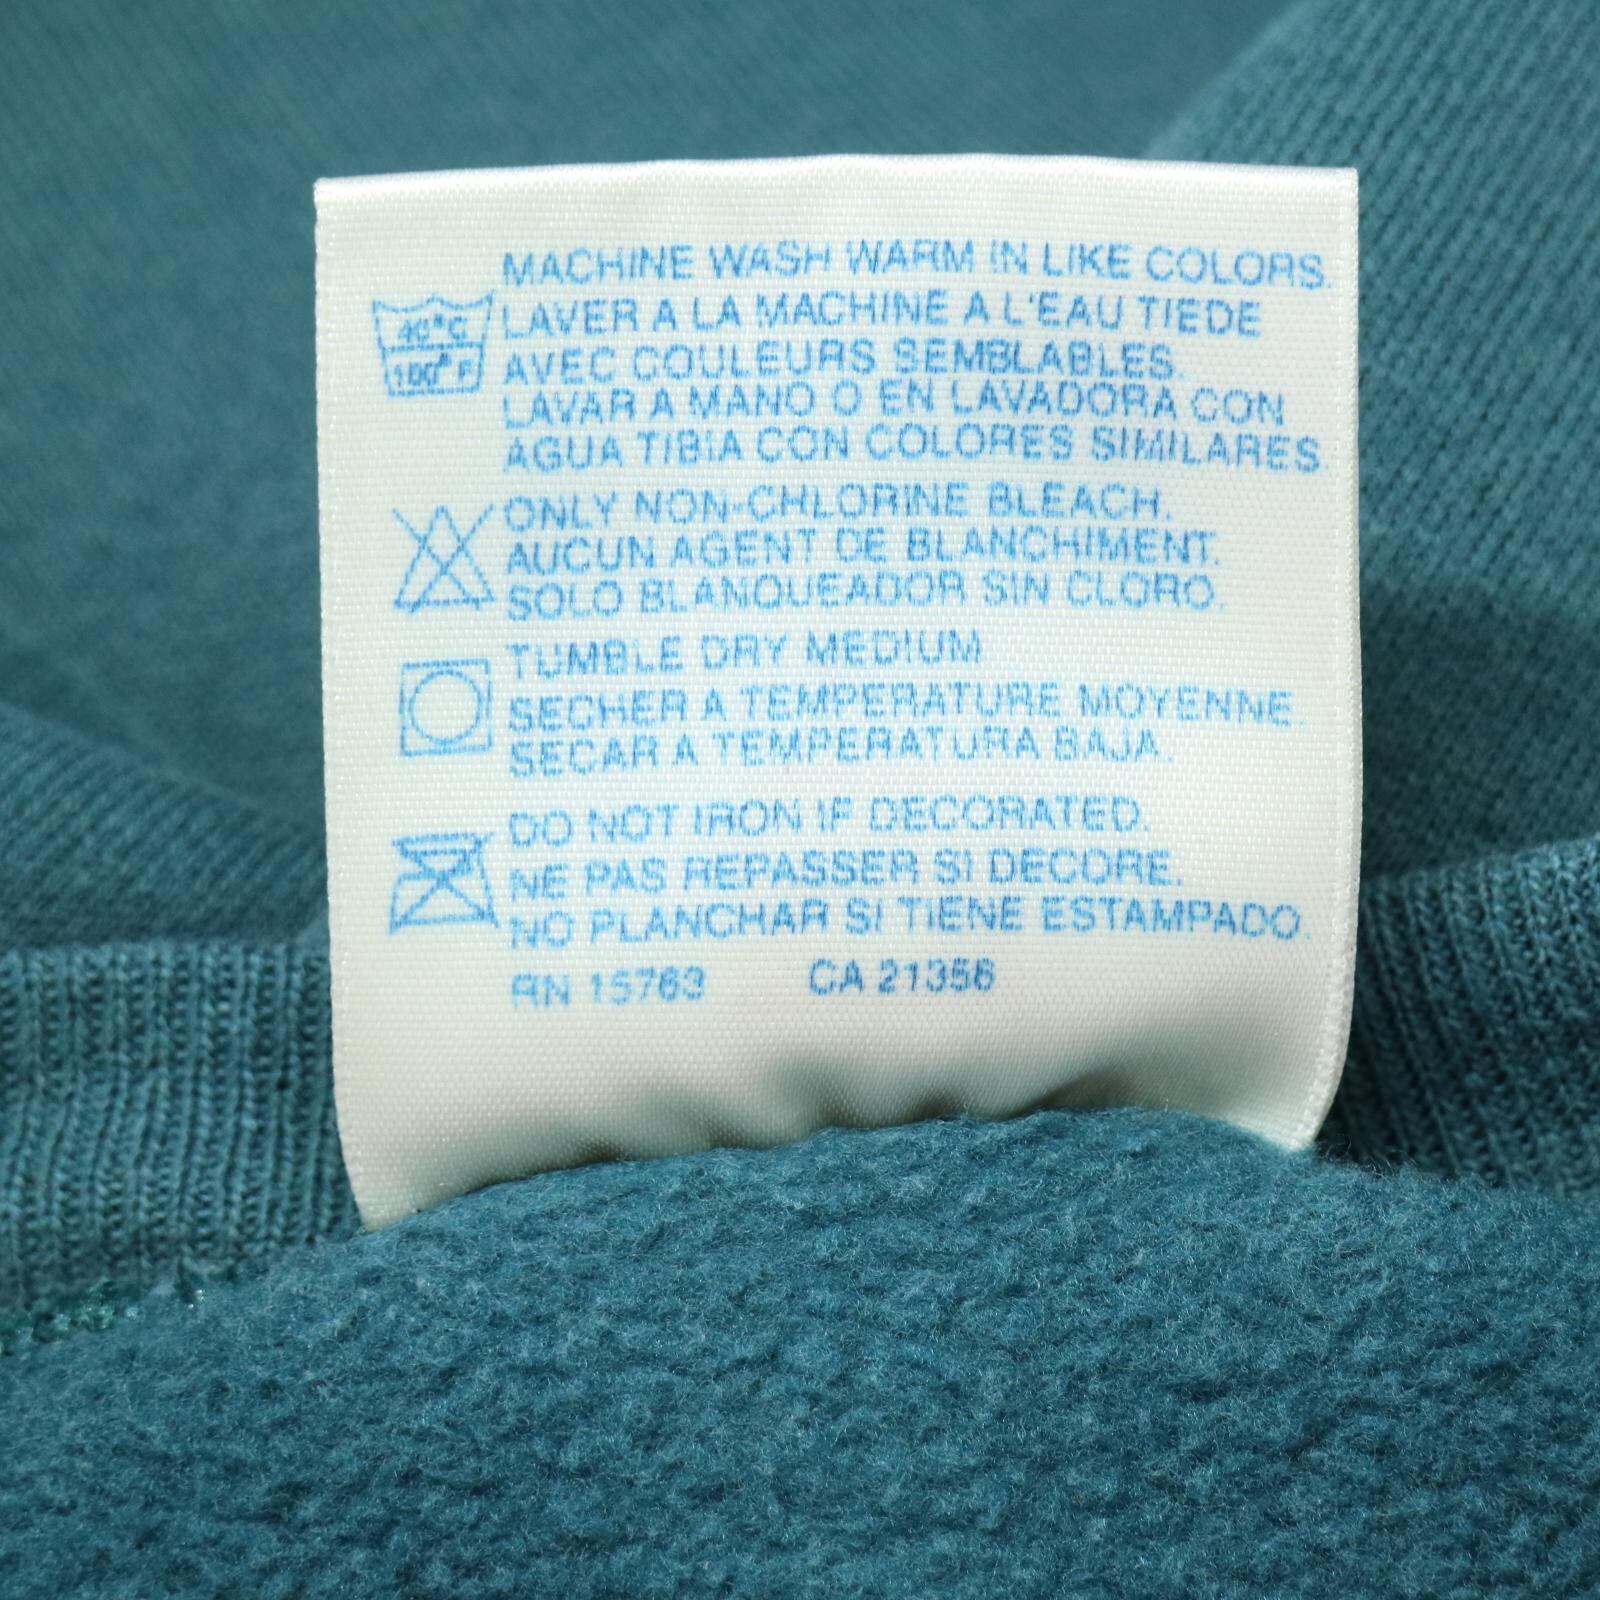 MACHINE WASH WARM IN LIKE COLORS.
40°C LAVER A LA MACHINE A L'EAU TIEDE
100°F AVEC COULEURS SEMBLABLES.
LAVAR A MANO O EN LAVADORA CON
AGUA TIBIA CON COLORES SIMILARES
ONLY NON-CHLORINE BLEACH.
AUCUN AGENT DE BLANCHIMENT.
SOLO BLANQUEADOR SIN CLORO.
TUMBLE DRY MEDIUM
SECHER A TEMPERATURE MOYENNE.
SECAR A TEMPERATURA BAJA.
DO NOT IRON IF DECORATED.
NE PAS REPASSER SI DECORE.
NO PLANCHAR SI TIENE ESTAMPADO.
RN 15763 CA 21356